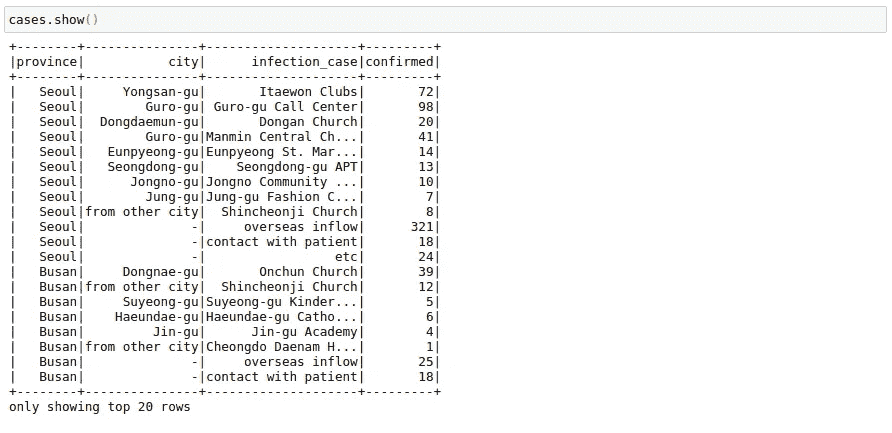 cases.show()
+--------+---------------+--------------------+---------+
|province|           city|      infection_case|confirmed|
+--------+---------------+--------------------+---------+
|   Seoul|     Yongsan-gu|       Itaewon Clubs|       72|
|   Seoul|        Guro-gu| Guro-gu Call Center|       98|
|   Seoul|  Dongdaemun-gu|       Dongan Church|       20|
|   Seoul|        Guro-gu|Manmin Central Ch...|       41|
|   Seoul|   Eunpyeong-gu|Eunpyeong St. Mar...|       14|
|   Seoul|   Seongdong-gu|    Seongdong-gu APT|       13|
|   Seoul|      Jongno-gu|Jongno Community ...|       10|
|   Seoul|        Jung-gu|Jung-gu Fashion C...|        7|
|   Seoul|from other city|  Shincheonji Church|        8|
|   Seoul|              -|     overseas inflow|      321|
|   Seoul|              -|contact with patient|       18|
|   Seoul|              -|                 etc|       24|
|   Busan|     Dongnae-gu|       Onchun Church|       39|
|   Busan|from other city|  Shincheonji Church|       12|
|   Busan|     Suyeong-gu|Suyeong-gu Kinder...|        5|
|   Busan|    Haeundae-gu|Haeundae-gu Catho...|        6|
|   Busan|         Jin-gu|      Jin-gu Academy|        4|
|   Busan|from other city|Cheongdo Daenam H...|        1|
|   Busan|              -|     overseas inflow|       25|
|   Busan|              -|contact with patient|       18|
+--------+---------------+--------------------+---------+
only showing top 20 rows